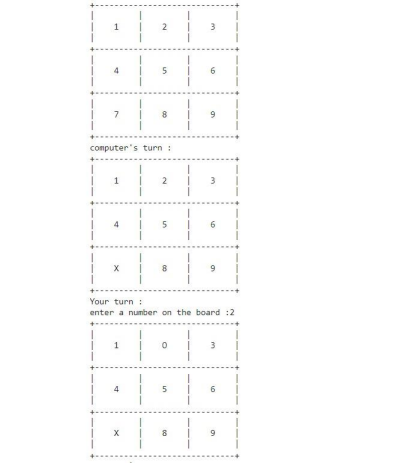 1 2 3
4 5 6
7 8 9
computer's turn :
1 2 3
4 5 6
X 8 9
Your turn :
enter a number on the board :2
1 0 3
4 5 6
X 8 9